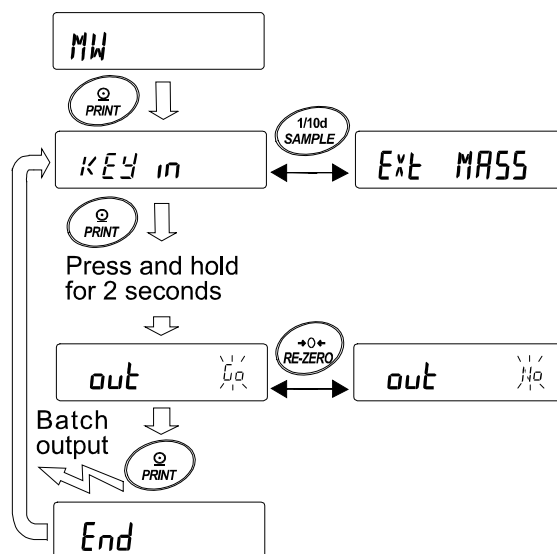 MW
PRINT
1/10d
SAMPLE
KEY in
Ext MASS
PRINT
Press and hold
for 2 seconds
→0←
RE-ZERO
out Go
out No
Batch
output
PRINT
End